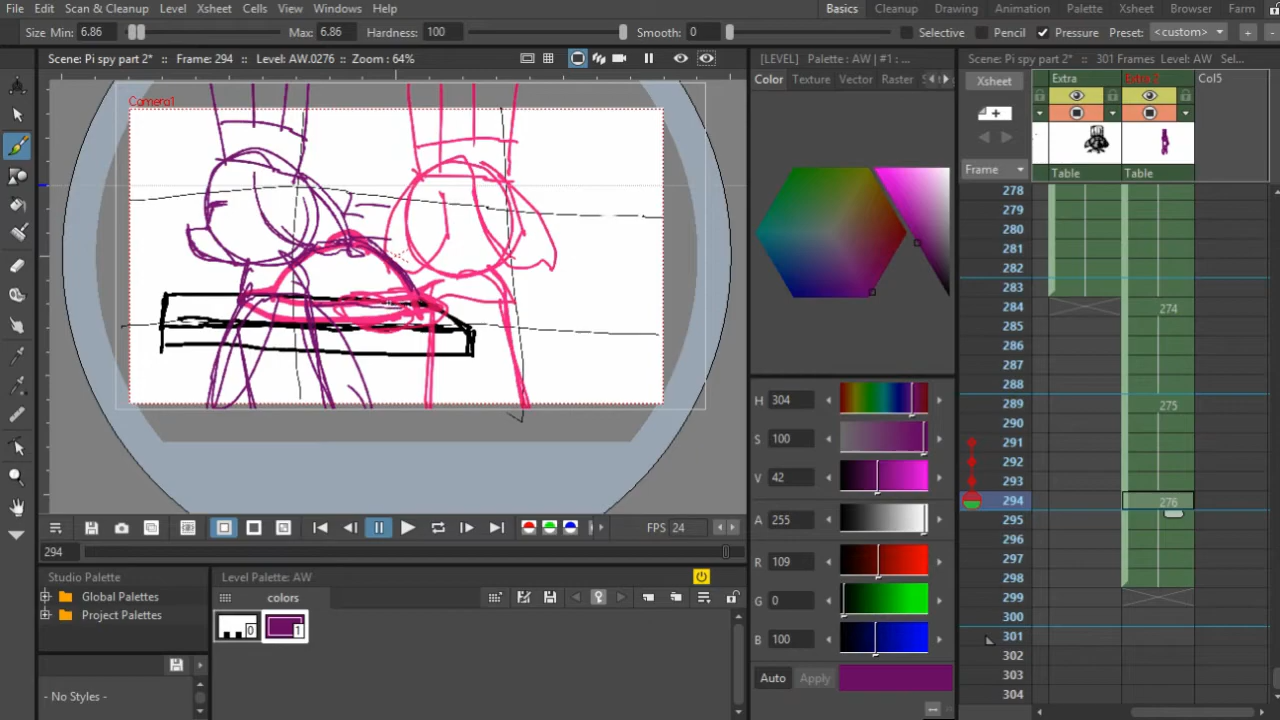 File Edit Scan & Cleanup Level Xsheet Cells View Windows Help
Basics Cleanup Drawing Animation Palette Xsheet Browser Farm
Size Min: 6.86 Max: 6.86 Hardness: 100 Smooth: 0 Selective Pencil Pressure Preset: <custom> + -
Scene: Pi spy part 2* :: Frame: 294 :: Level: AW.0276 :: Zoom : 64%
[LEVEL] Palette: AW | #1 : ...
Scene: Pi spy part 2* :: 301 Frames Level: AW Sel...
Color Texture Vector Raster
Xsheet
Extra Extra 2 Col5
Camera1
Frame
Table Table
278
279
280
281
282
283
284 274
285
286
287
288
289 275
290
291
292
293
294 276
295
296
297
298
299
300
301
302
303
304
H 304
S 100
V 42
A 255
R 109
G 0
B 100
Auto Apply
FPS 24
294
Studio Palette
Global Palettes
Project Palettes
- No Styles -
Level Palette: AW
colors
0 1